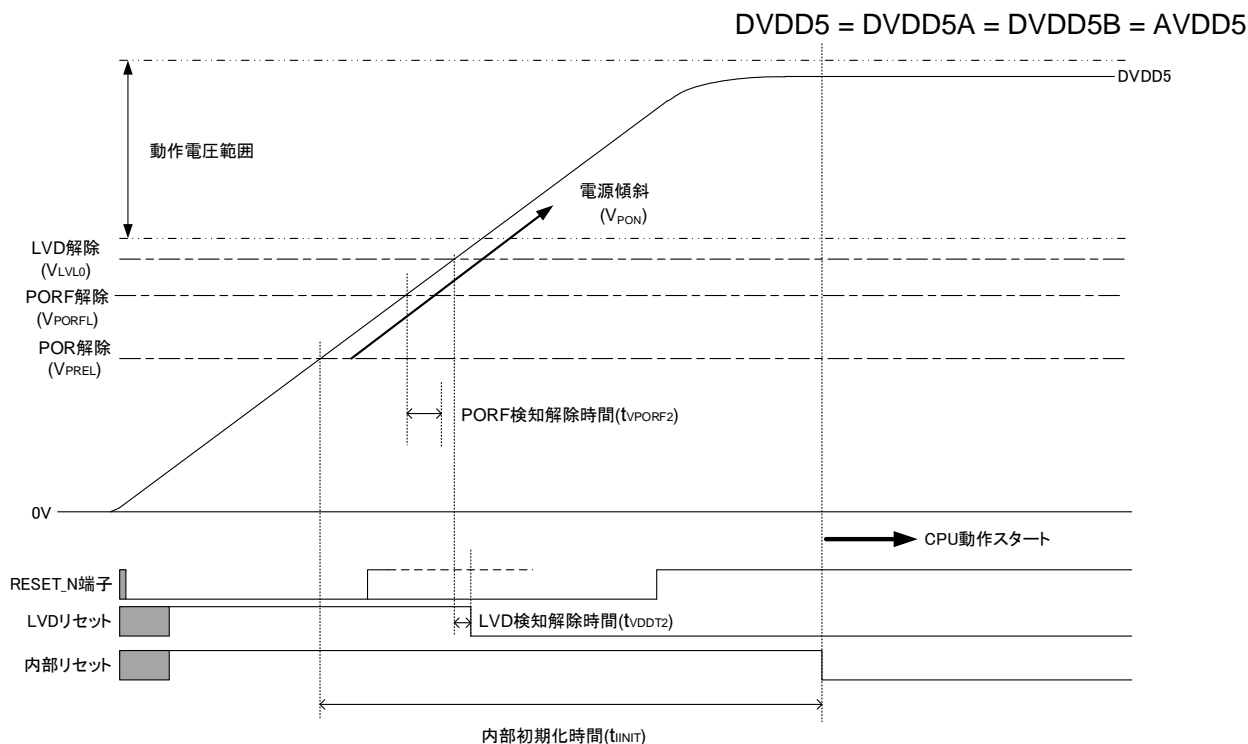 DVDD5 = DVDD5A = DVDD5B = AVDD5
DVDD5
動作電圧範囲
電源傾斜
(VPON)
LVD解除
(VLVL0)
PORF解除
(VPORFL)
POR解除
(VPREL)
PORF検知解除時間(tVPORF2)
0V
CPU動作スタート
RESET_N端子
LVDリセット
LVD検知解除時間(tVDDT2)
内部リセット
内部初期化時間(tIINIT)